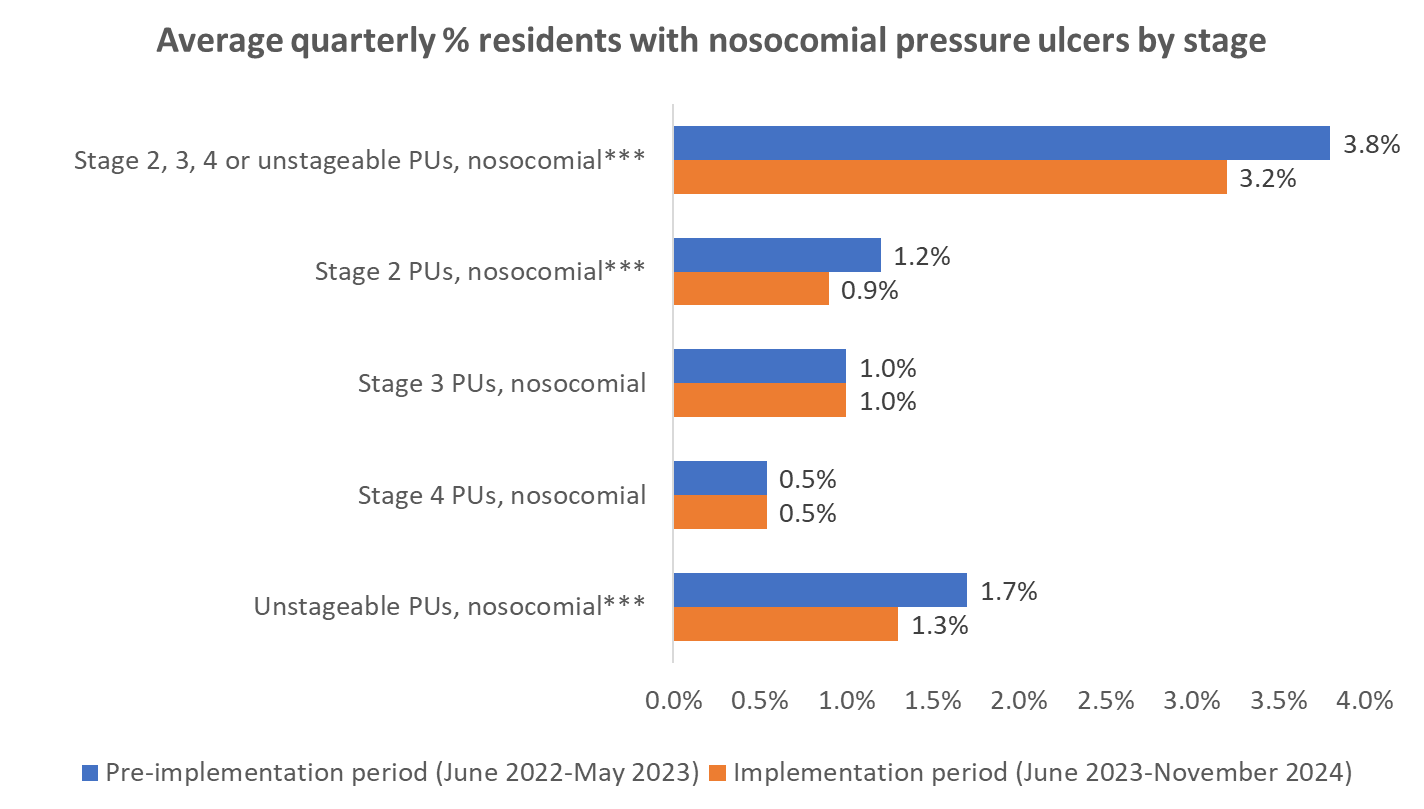 Average quarterly % residents with nosocomial pressure ulcers by stage
Stage 2, 3, 4 or unstageable PUs, nosocomial***
3.8%
3.2%
Stage 2 PUs, nosocomial***
1.2%
0.9%
Stage 3 PUs, nosocomial
1.0%
1.0%
Stage 4 PUs, nosocomial
0.5%
0.5%
Unstageable PUs, nosocomial***
1.7%
1.3%
0.0% 0.5% 1.0% 1.5% 2.0% 2.5% 3.0% 3.5% 4.0%
Pre-implementation period (June 2022-May 2023) Implementation period (June 2023-November 2024)